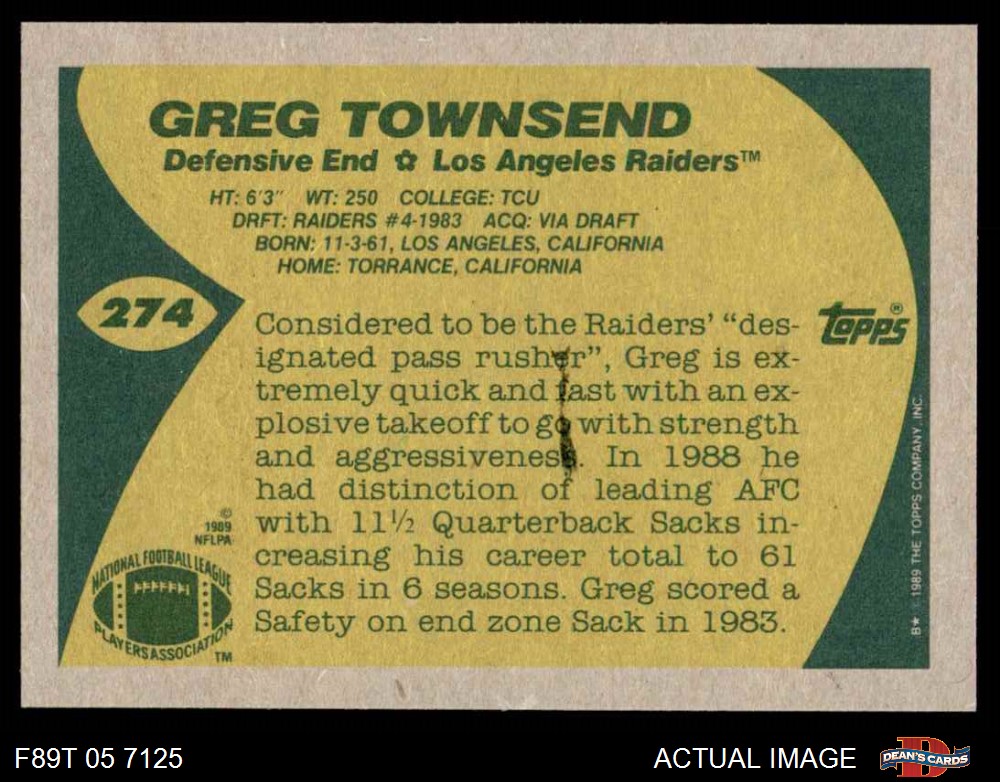 GREG TOWNSEND
Defensive End ✿ Los Angeles Raiders™
HT: 6'3" WT: 250 COLLEGE: TCU
DRFT: RAIDERS #4-1983 ACQ: VIA DRAFT
BORN: 11-3-61, LOS ANGELES, CALIFORNIA
HOME: TORRANCE, CALIFORNIA
274
topps®
Considered to be the Raiders' “des-
ignated pass rusher”, Greg is ex-
tremely quick and fast with an ex-
plosive takeoff to go with strength
and aggressiveness. In 1988 he
had distinction of leading AFC
with 11½ Quarterback Sacks in-
creasing his career total to 61
Sacks in 6 seasons. Greg scored a
Safety on end zone Sack in 1983.
©
1989
NFLPA
NATIONAL FOOTBALL LEAGUE
PLAYERS ASSOCIATION
TM
B★ © 1989 THE TOPPS COMPANY, INC.
F89T 05 7125
ACTUAL IMAGE
D
DEAN'S CARDS